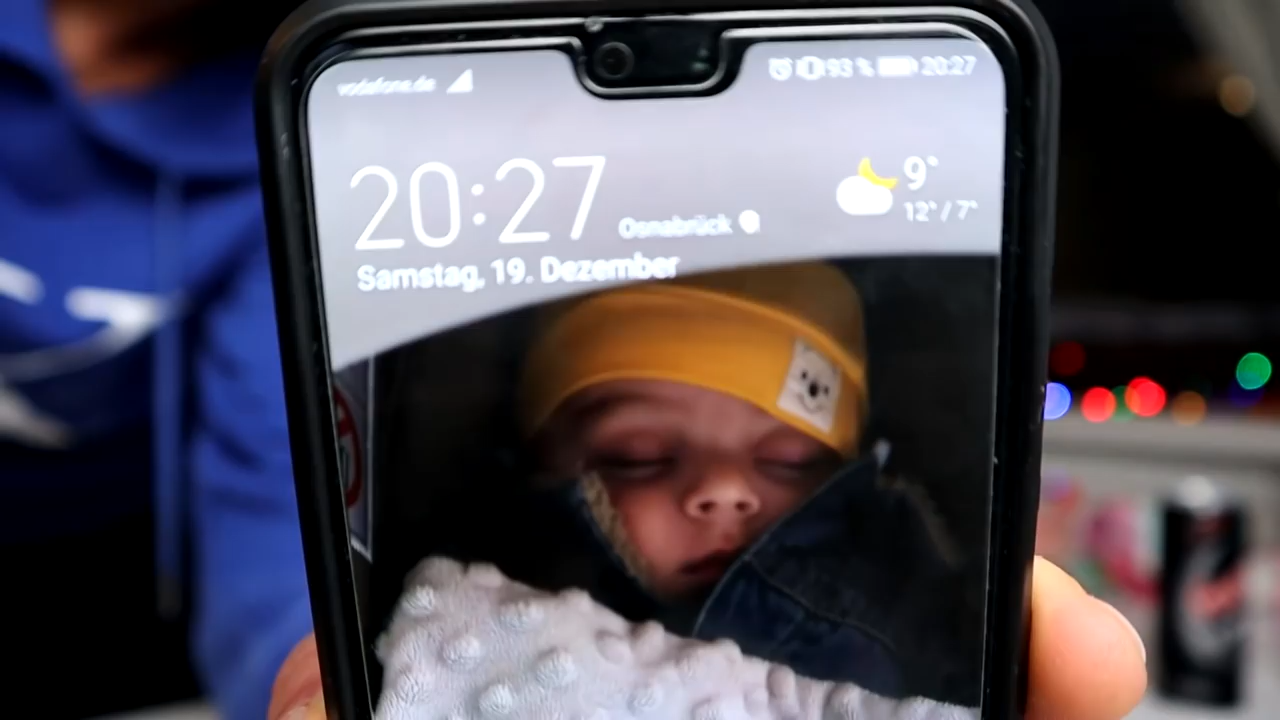 vodafone.de
93 % 20:27
20:27
Osnabrück
9°
12° / 7°
Samstag, 19. Dezember